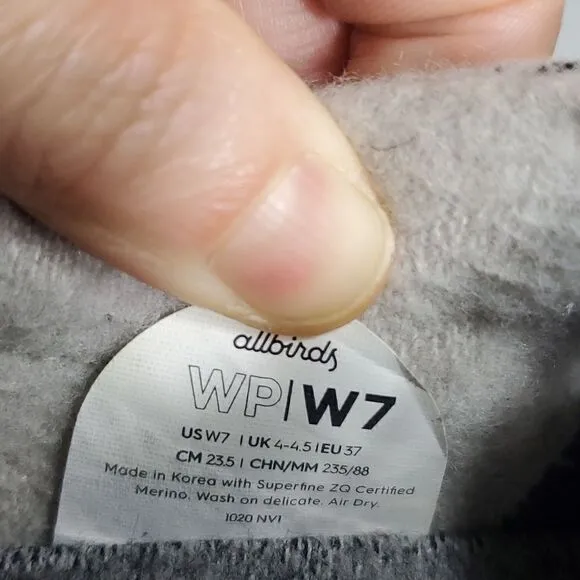 allbirds
WP|W7
US W7 | UK 4-4.5 | EU 37
CM 23.5 | CHN/MM 235/88
Made in Korea with Superfine ZQ Certified
Merino. Wash on delicate. Air Dry.
1020 NV1